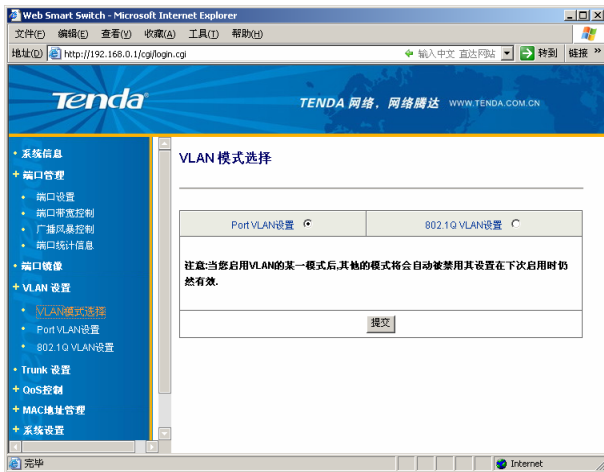 Web Smart Switch - Microsoft Internet Explorer
文件(F) 编辑(E) 查看(V) 收藏(A) 工具(T) 帮助(H)
地址(D) http://192.168.0.1/cgi/login.cgi 输入中文 直达网站 转到 链接 »
Tenda
TENDA 网络，网络腾达 WWW.TENDA.COM.CN
系统信息
+ 端口管理
端口设置
端口带宽控制
广播风暴控制
端口统计信息
端口镜像
+ VLAN 设置
VLAN模式选择
Port VLAN设置
802.1Q VLAN设置
Trunk 设置
+ QoS控制
+ MAC地址管理
+ 系统设置
VLAN 模式选择
Port VLAN设置 802.1Q VLAN设置
注意:当您启用VLAN的某一模式后,其他的模式将会自动被禁用其设置在下次启用时仍
然有效.
提交
完毕 Internet